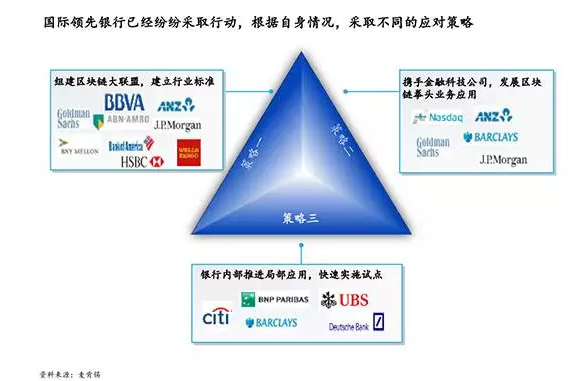 国际领先银行已经纷纷采取行动，根据自身情况，采取不同的应对策略
组建区块链大联盟，建立行业标准
Goldman
Sachs
BBVA
ABN·AMRO
ANZ
J.P.Morgan
BNY MELLON
Bank of America
HSBC
WELLS
FARGO
携手金融科技公司，发展区块
链拳头业务应用
Nasdaq
ANZ
Goldman
Sachs
BARCLAYS
J.P.Morgan
策略一
策略二
策略三
银行内部推进局部应用，快速实施试点
citi
BNP PARIBAS
UBS
BARCLAYS
Deutsche Bank
资料来源：麦肯锡